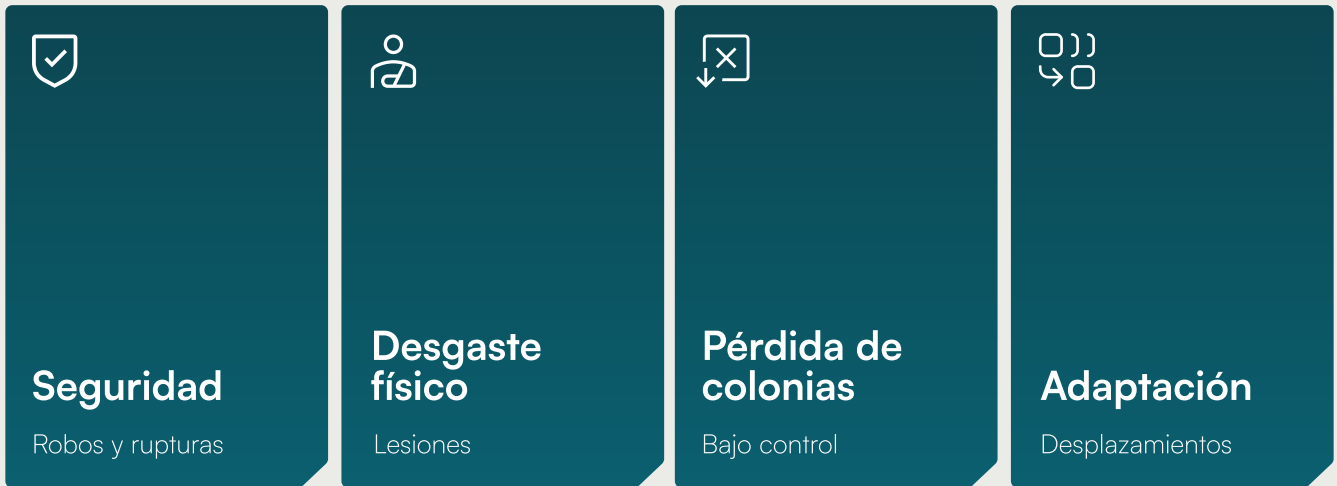 Seguridad
Robos y rupturas
Desgaste
físico
Lesiones
Pérdida de
colonias
Bajo control
Adaptación
Desplazamientos